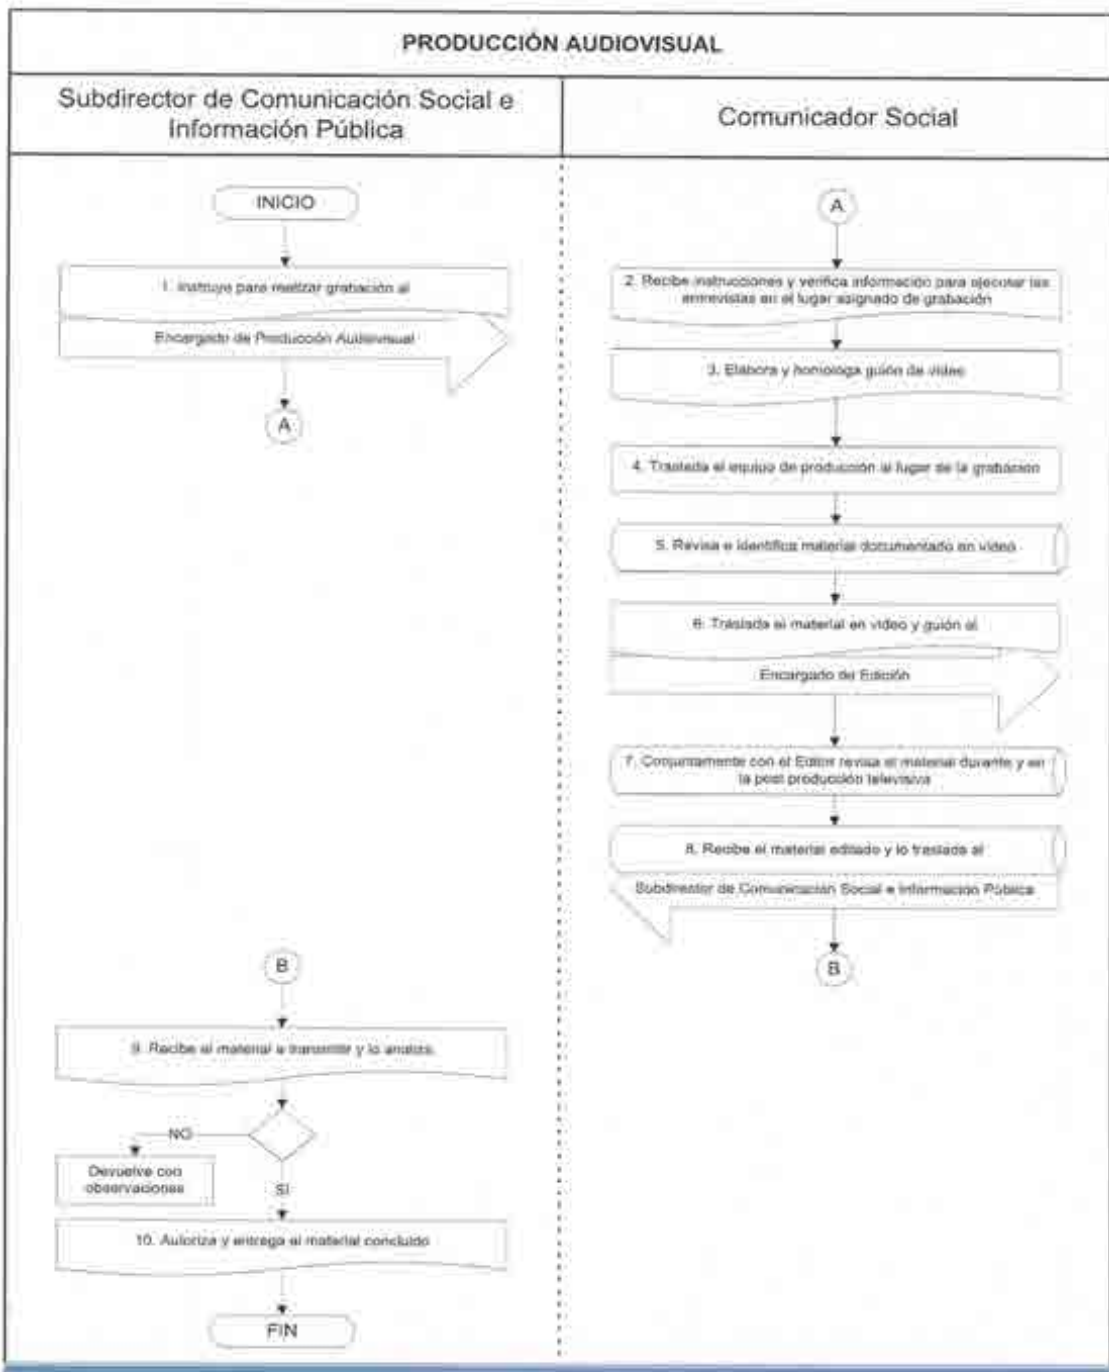 PRODUCCIÓN AUDIOVISUAL
Subdirector de Comunicación Social e
Información Pública
Comunicador Social
INICIO
1. Instruye para realizar grabación al
Encargado de Producción Audiovisual
A
A
2. Recibe instrucciones y verifica información para ejecutar las
entrevistas en el lugar asignado de grabación
3. Elabora y homologa guión de video
4. Traslada el equipo de producción al lugar de la grabación
5. Revisa e identifica material documentado en video
6. Traslada el material en video y guión al
Encargado de Edición
7. Conjuntamente con el Editor revisa el material durante y en
la post producción televisiva
8. Recibe el material editado y lo traslada al
Subdirector de Comunicación Social e Información Pública
B
B
9. Recibe el material a transmitir y lo analiza.
NO
Devuelve con
observaciones
SI
10. Autoriza y entrega el material concluido
FIN